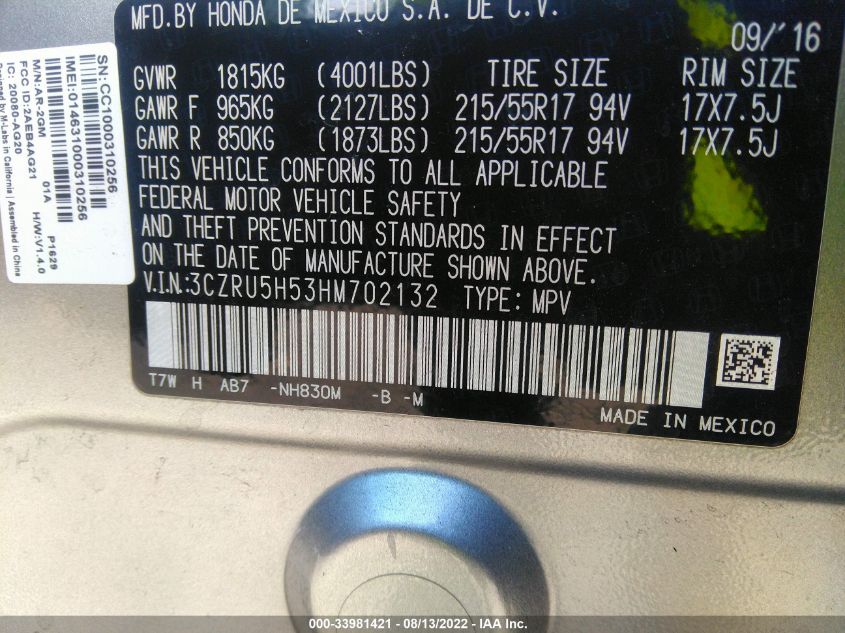 MFD.BY HONDA DE MEXICO S.A. DE C.V.
09/'16
GVWR 1815KG (4001LBS) TIRE SIZE RIM SIZE
GAWR F 965KG (2127LBS) 215/55R17 94V 17X7.5J
GAWR R 850KG (1873LBS) 215/55R17 94V 17X7.5J
THIS VEHICLE CONFORMS TO ALL APPLICABLE
FEDERAL MOTOR VEHICLE SAFETY
AND THEFT PREVENTION STANDARDS IN EFFECT
ON THE DATE OF MANUFACTURE SHOWN ABOVE.
V.I.N.:3CZRU5H53HM702132 TYPE: MPV
T7W H AB7 -NH830M -B -M
MADE IN MEXICO
SN:CC1000310256
IMEI:014631000310256
M/N:AR-2GM 01A P1629
FCC ID:2AEB4AG21 H/W:V1.4.0
IC: 20080-AG20
Designed by M-Labs in California | Assembled in China
000-33981421 - 08/13/2022 - IAA Inc.